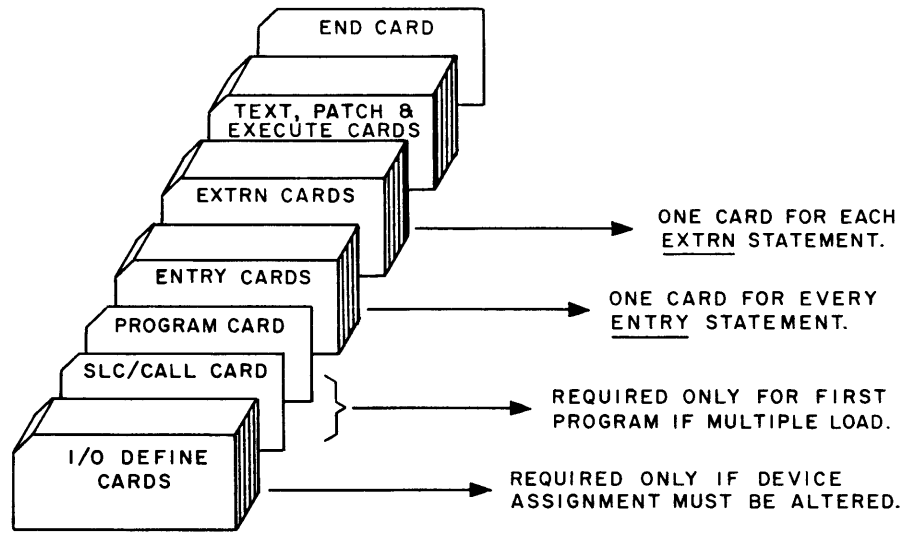 END CARD
TEXT, PATCH &
EXECUTE CARDS
EXTRN CARDS
ONE CARD FOR EACH
EXTRN STATEMENT.
ENTRY CARDS
ONE CARD FOR EVERY
ENTRY STATEMENT.
PROGRAM CARD
SLC/CALL CARD
REQUIRED ONLY FOR FIRST
PROGRAM IF MULTIPLE LOAD.
I/O DEFINE
CARDS
REQUIRED ONLY IF DEVICE
ASSIGNMENT MUST BE ALTERED.